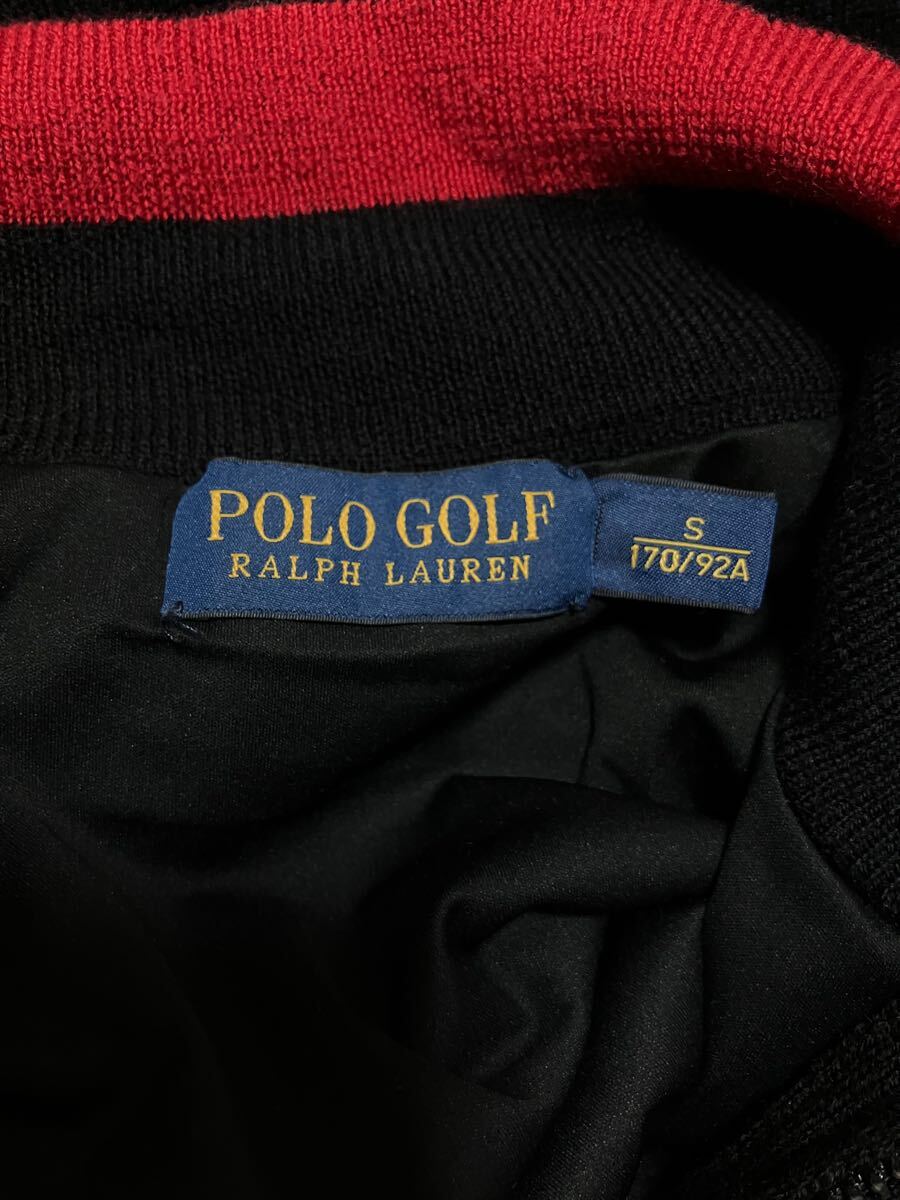 POLO GOLF
RALPH LAUREN
S
170/92A